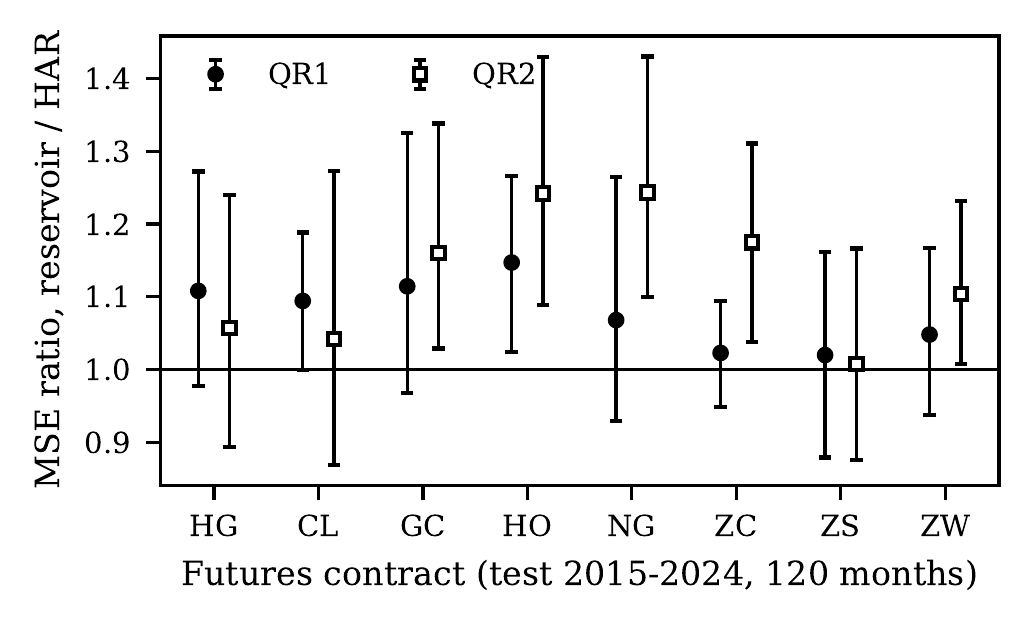 MSE ratio, reservoir / HAR
QR1 QR2
1.4
1.3
1.2
1.1
1.0
0.9
HG CL GC HO NG ZC ZS ZW
Futures contract (test 2015-2024, 120 months)